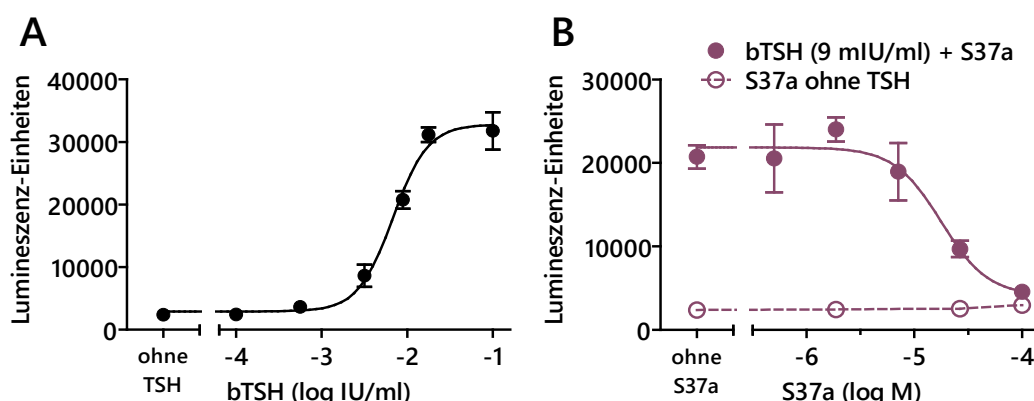 A
Lumineszenz-Einheiten
40000
30000
20000
10000
0
ohne
TSH
-4
-3
-2
-1
bTSH (log IU/ml)
B
bTSH (9 mIU/ml) + S37a
S37a ohne TSH
Lumineszenz-Einheiten
30000
20000
10000
0
ohne
S37a
-6
-5
-4
S37a (log M)